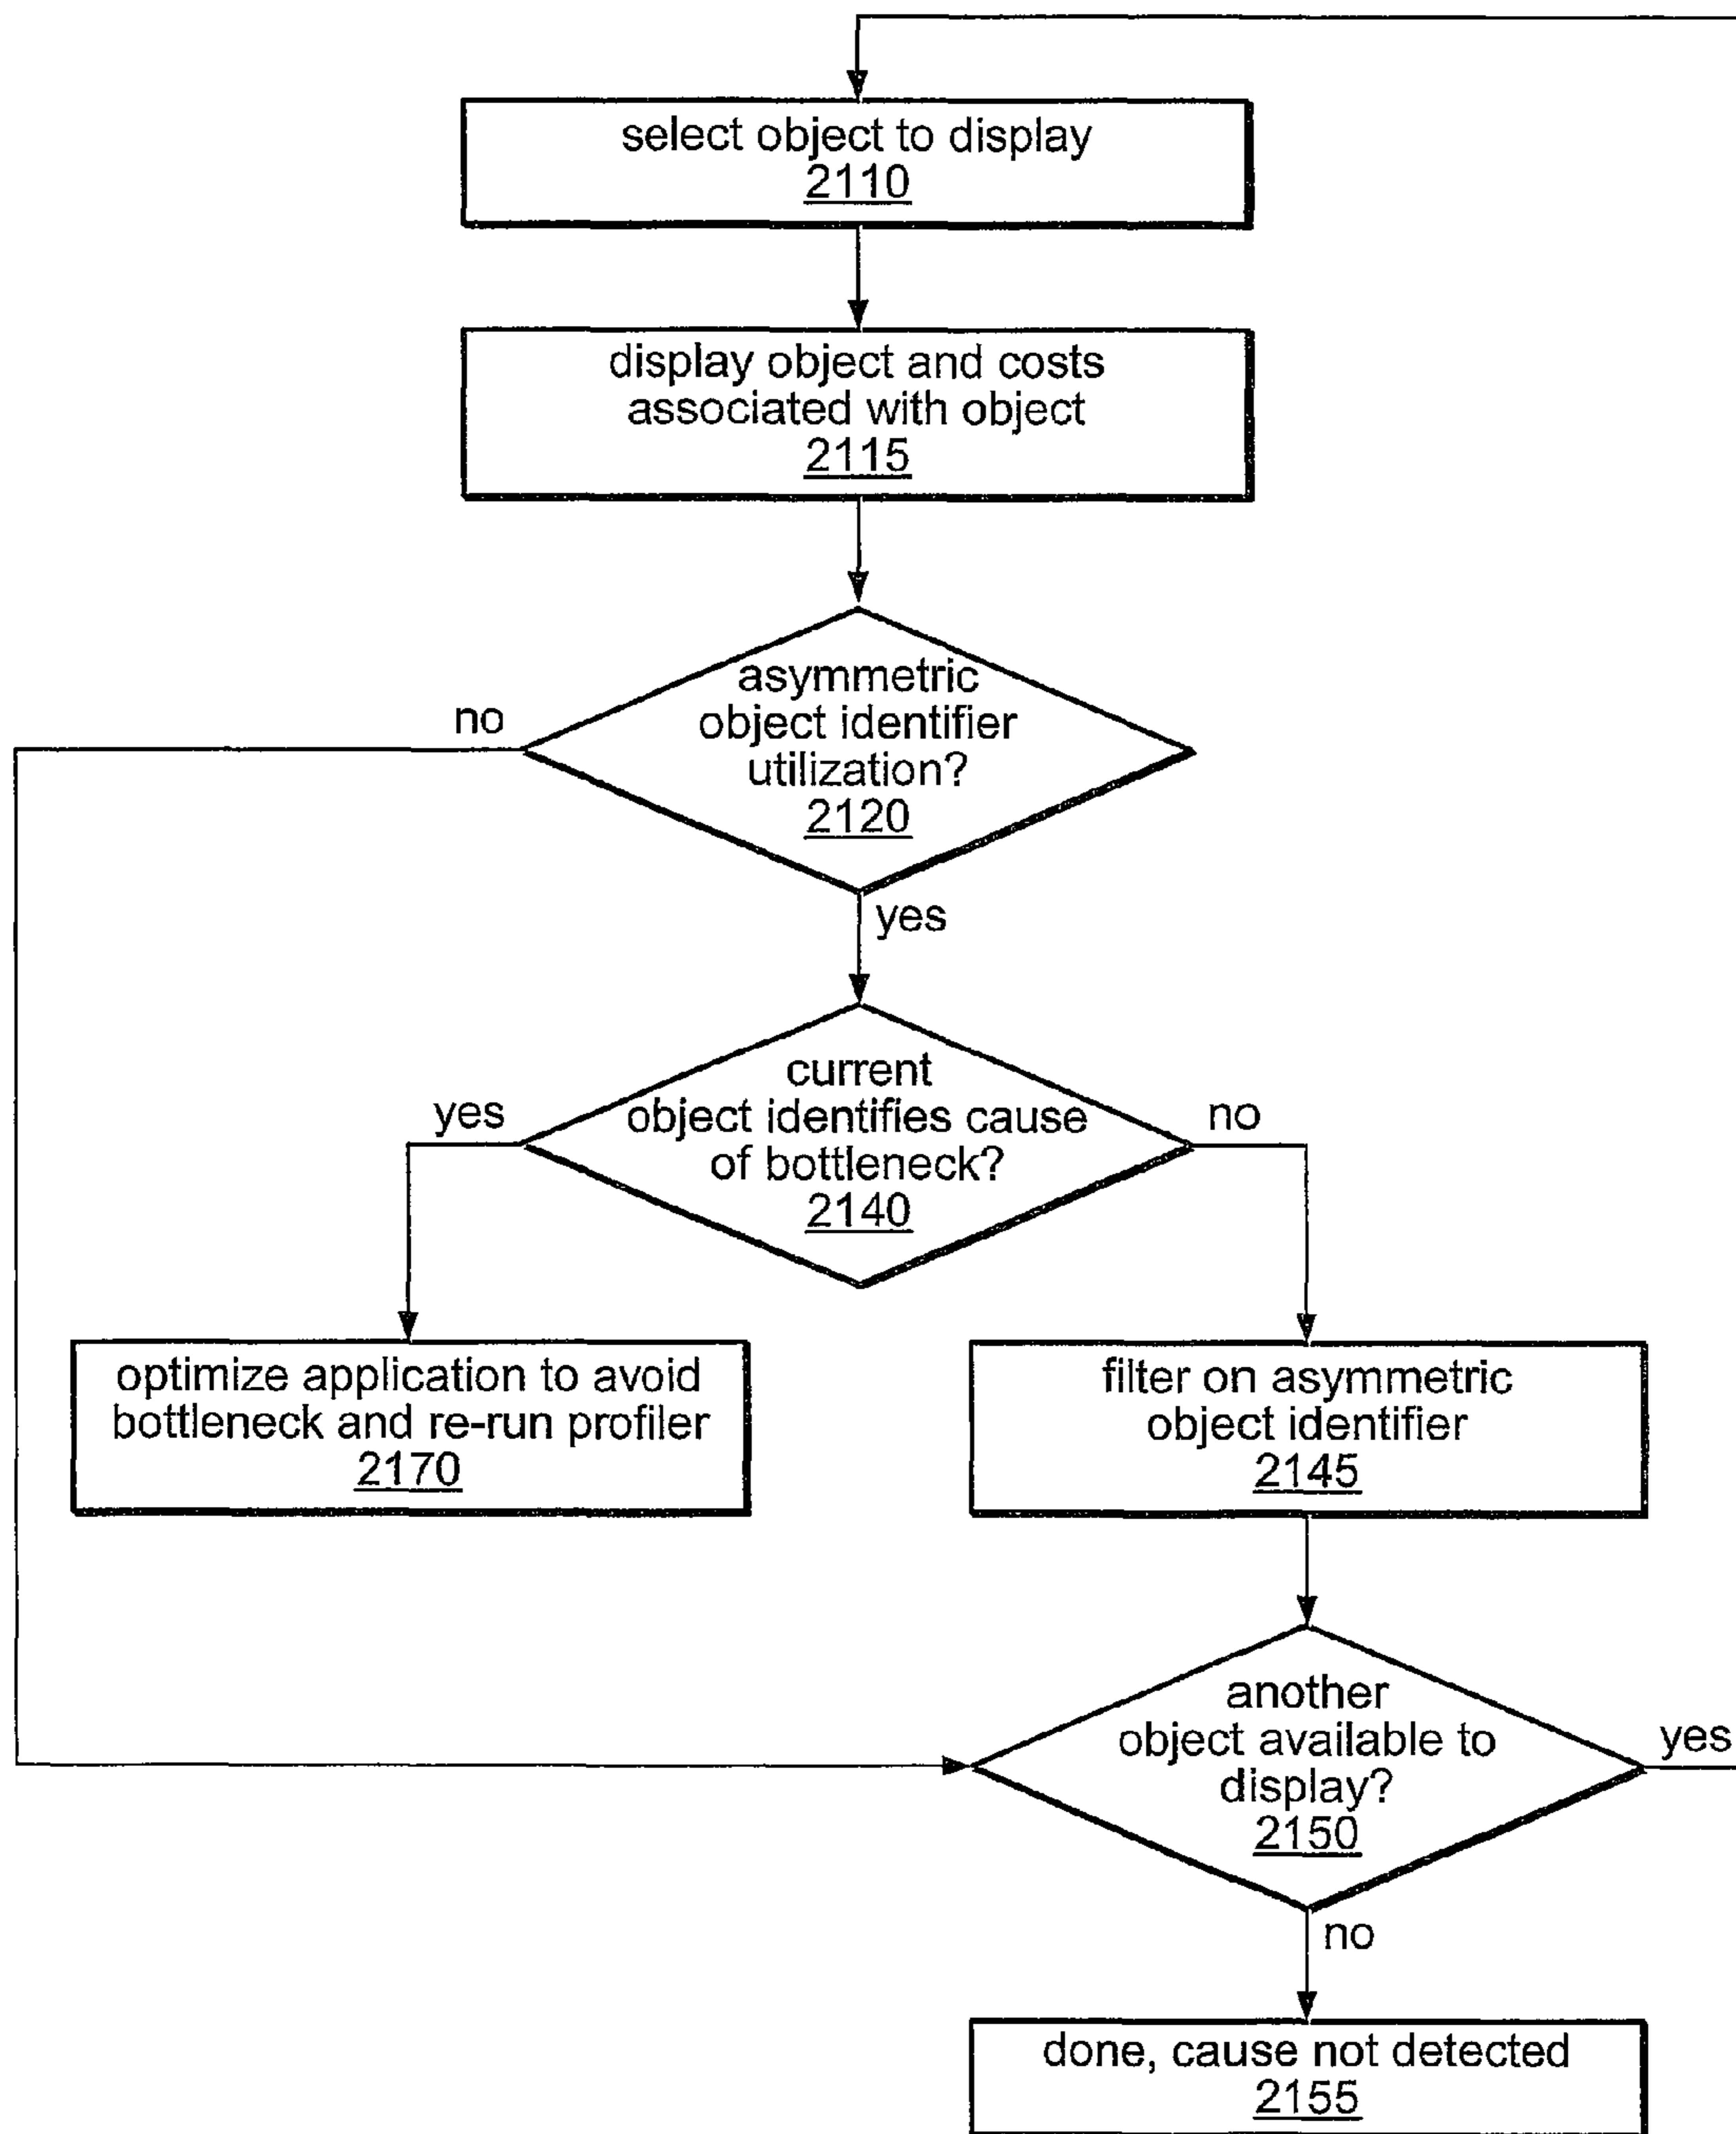 select object to display
2110
display object and costs
associated with object
2115
asymmetric
object identifier
utilization?
2120
no
yes
current
object identifies cause
of bottleneck?
2140
yes
no
optimize application to avoid
bottleneck and re-run profiler
2170
filter on asymmetric
object identifier
2145
another
object available to
display?
2150
yes
no
done, cause not detected
2155